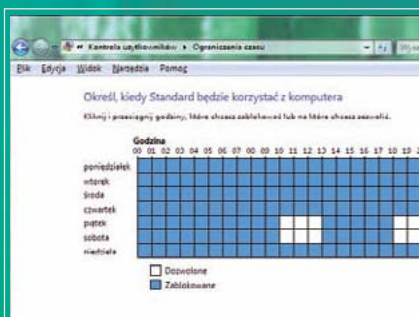 « Kontrola użytkowników ▸ Ograniczenia czasu
Plik Edycja Widok Narzędzia Pomoc
Określ, kiedy Standard będzie korzystać z komputera
Kliknij i przeciągnij godziny, które chcesz zablokować lub na które chcesz zezwolić.
Godzina
00 01 02 03 04 05 06 07 08 09 10 11 12 13 14 15 16 17 18 19
poniedziałek
wtorek
środa
czwartek
piątek
sobota
niedziela
Dozwolone
Zablokowane